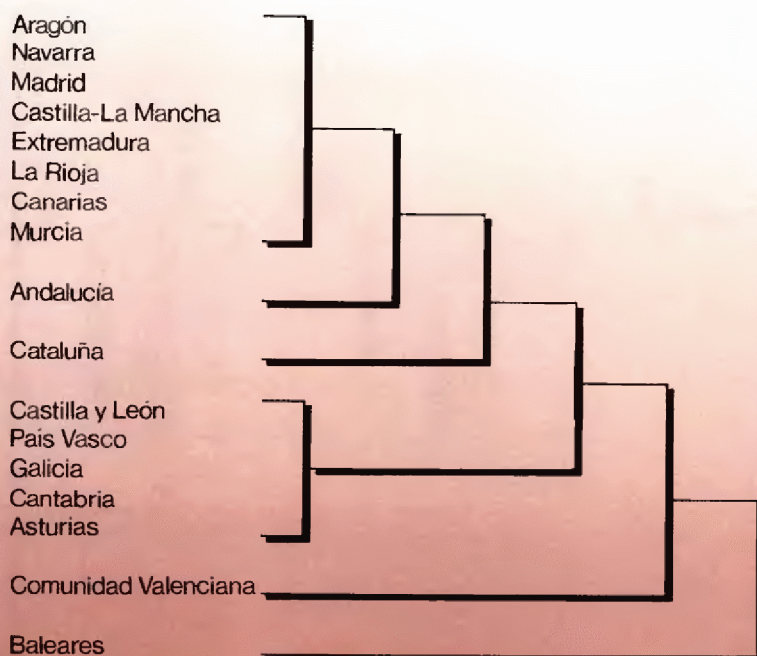 Aragón
Navarra
Madrid
Castilla-La Mancha
Extremadura
La Rioja
Canarias
Murcia
Andalucía
Cataluña
Castilla y León
País Vasco
Galicia
Cantabria
Asturias
Comunidad Valenciana
Baleares